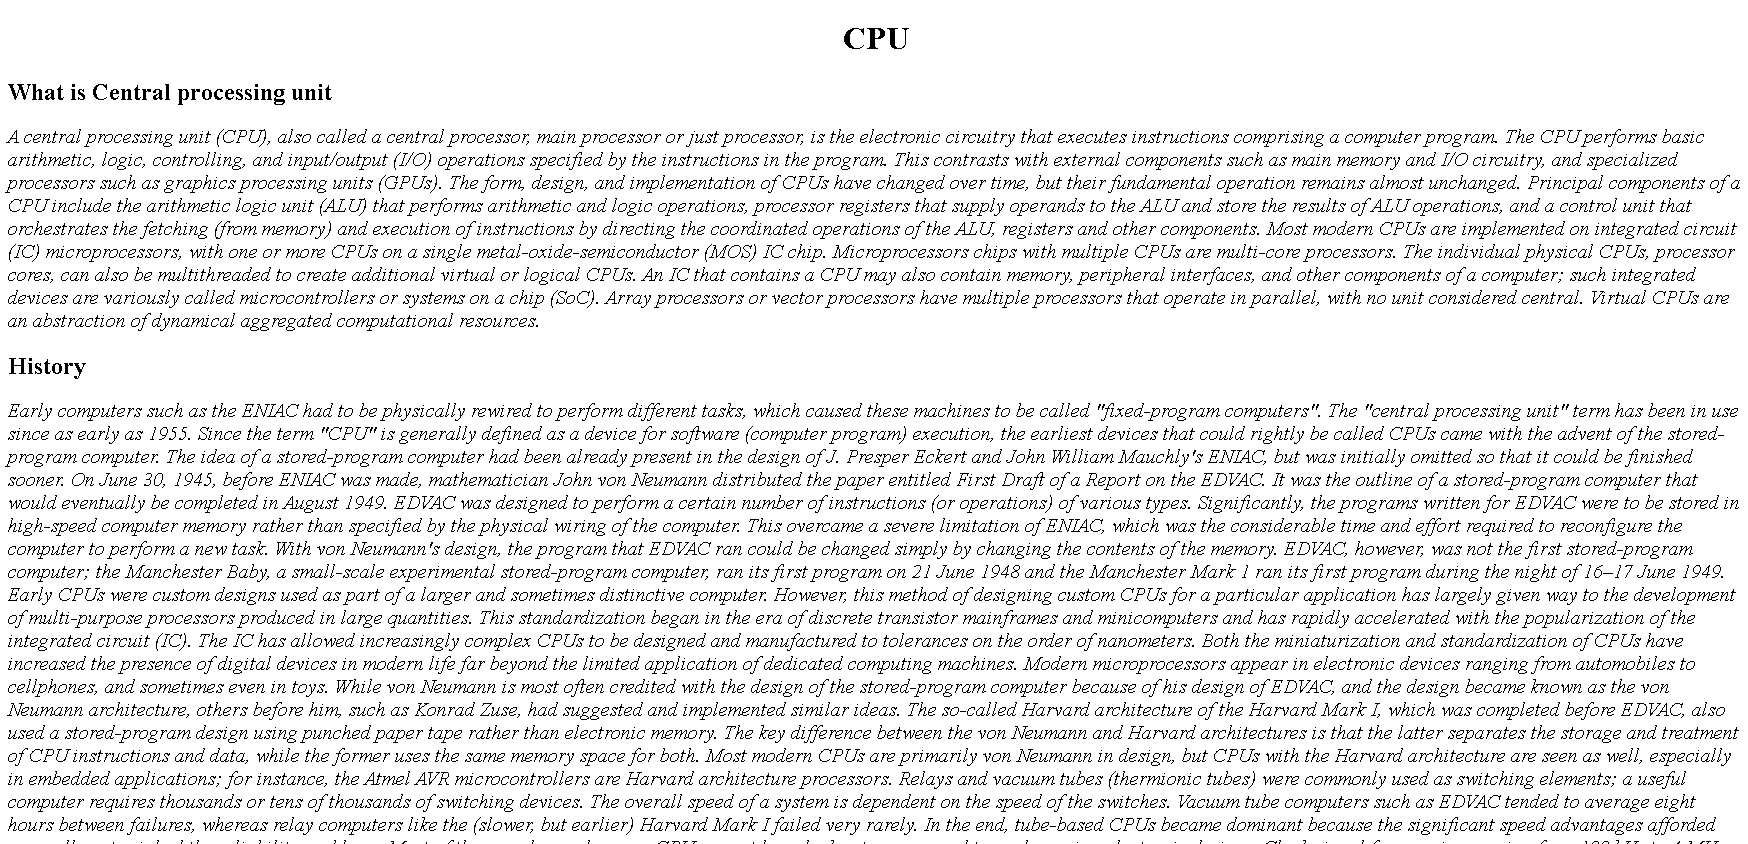 CPU
What is Central processing unit
A central processing unit (CPU), also called a central processor, main processor or just processor, is the electronic circuitry that executes instructions comprising a computer program. The CPU performs basic
arithmetic, logic, controlling, and input/output (I/O) operations specified by the instructions in the program. This contrasts with external components such as main memory and I/O circuitry, and specialized
processors such as graphics processing units (GPUs). The form, design, and implementation of CPUs have changed over time, but their fundamental operation remains almost unchanged. Principal components of a
CPU include the arithmetic logic unit (ALU) that performs arithmetic and logic operations, processor registers that supply operands to the ALU and store the results of ALU operations, and a control unit that
orchestrates the fetching (from memory) and execution of instructions by directing the coordinated operations of the ALU, registers and other components. Most modern CPUs are implemented on integrated circuit
(IC) microprocessors, with one or more CPUs on a single metal-oxide-semiconductor (MOS) IC chip. Microprocessors chips with multiple CPUs are multi-core processors. The individual physical CPUs, processor
cores, can also be multithreaded to create additional virtual or logical CPUs. An IC that contains a CPU may also contain memory, peripheral interfaces, and other components of a computer; such integrated
devices are variously called microcontrollers or systems on a chip (SoC). Array processors or vector processors have multiple processors that operate in parallel, with no unit considered central. Virtual CPUs are
an abstraction of dynamical aggregated computational resources.
History
Early computers such as the ENIAC had to be physically rewired to perform different tasks, which caused these machines to be called "fixed-program computers". The "central processing unit" term has been in use
since as early as 1955. Since the term "CPU" is generally defined as a device for software (computer program) execution, the earliest devices that could rightly be called CPUs came with the advent of the stored-
program computer. The idea of a stored-program computer had been already present in the design of J. Presper Eckert and John William Mauchly's ENIAC, but was initially omitted so that it could be finished
sooner. On June 30, 1945, before ENIAC was made, mathematician John von Neumann distributed the paper entitled First Draft of a Report on the EDVAC. It was the outline of a stored-program computer that
would eventually be completed in August 1949. EDVAC was designed to perform a certain number of instructions (or operations) of various types. Significantly, the programs written for EDVAC were to be stored in
high-speed computer memory rather than specified by the physical wiring of the computer. This overcame a severe limitation of ENIAC, which was the considerable time and effort required to reconfigure the
computer to perform a new task. With von Neumann's design, the program that EDVAC ran could be changed simply by changing the contents of the memory. EDVAC, however, was not the first stored-program
computer; the Manchester Baby, a small-scale experimental stored-program computer, ran its first program on 21 June 1948 and the Manchester Mark 1 ran its first program during the night of 16–17 June 1949.
Early CPUs were custom designs used as part of a larger and sometimes distinctive computer. However, this method of designing custom CPUs for a particular application has largely given way to the development
of multi-purpose processors produced in large quantities. This standardization began in the era of discrete transistor mainframes and minicomputers and has rapidly accelerated with the popularization of the
integrated circuit (IC). The IC has allowed increasingly complex CPUs to be designed and manufactured to tolerances on the order of nanometers. Both the miniaturization and standardization of CPUs have
increased the presence of digital devices in modern life far beyond the limited application of dedicated computing machines. Modern microprocessors appear in electronic devices ranging from automobiles to
cellphones, and sometimes even in toys. While von Neumann is most often credited with the design of the stored-program computer because of his design of EDVAC, and the design became known as the von
Neumann architecture, others before him, such as Konrad Zuse, had suggested and implemented similar ideas. The so-called Harvard architecture of the Harvard Mark I, which was completed before EDVAC, also
used a stored-program design using punched paper tape rather than electronic memory. The key difference between the von Neumann and Harvard architectures is that the latter separates the storage and treatment
of CPU instructions and data, while the former uses the same memory space for both. Most modern CPUs are primarily von Neumann in design, but CPUs with the Harvard architecture are seen as well, especially
in embedded applications; for instance, the Atmel AVR microcontrollers are Harvard architecture processors. Relays and vacuum tubes (thermionic tubes) were commonly used as switching elements; a useful
computer requires thousands or tens of thousands of switching devices. The overall speed of a system is dependent on the speed of the switches. Vacuum tube computers such as EDVAC tended to average eight
hours between failures, whereas relay computers like the (slower, but earlier) Harvard Mark I failed very rarely. In the end, tube-based CPUs became dominant because the significant speed advantages afforded